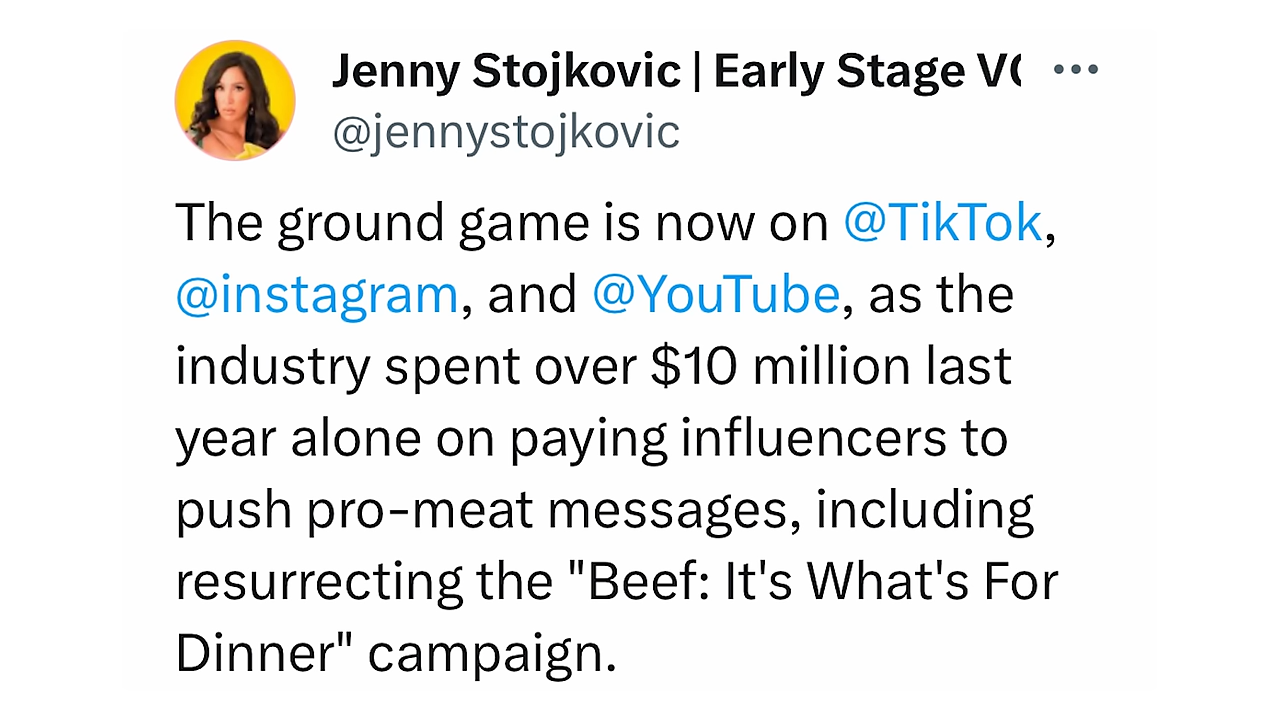 Jenny Stojkovic | Early Stage
@jennystojkovic
The ground game is now on @TikTok,
@instagram, and @YouTube, as the
industry spent over $10 million last
year alone on paying influencers to
push pro-meat messages, including
resurrecting the "Beef: It's What's For
Dinner" campaign.